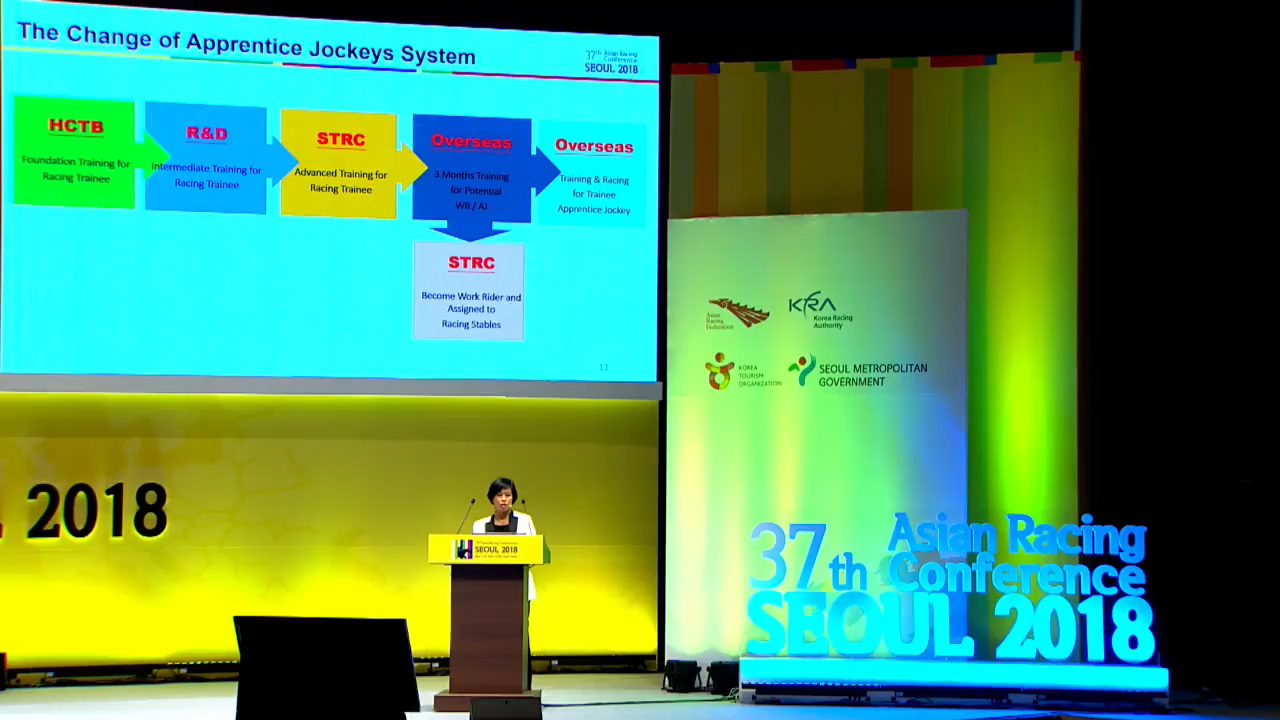 The Change of Apprentice Jockeys System
37th Asian Racing
Conference
SEOUL 2018
HCTB
Foundation Training for
Racing Trainee
R&D
Intermediate Training for
Racing Trainee
STRC
Advanced Training for
Racing Trainee
Overseas
3 Months Training
for Potential
WR / AJ
Overseas
Training & Racing
for Trainee
Apprentice Jockey
STRC
Become Work Rider and
Assigned to
Racing Stables
11
Asian
Racing
Federation
KRA
Korea Racing
Authority
KOREA
TOURISM
ORGANIZATION
SEOUL METROPOLITAN
GOVERNMENT
2018
SEOUL 2018
37th Asian Racing
Conference
SEOUL 2018